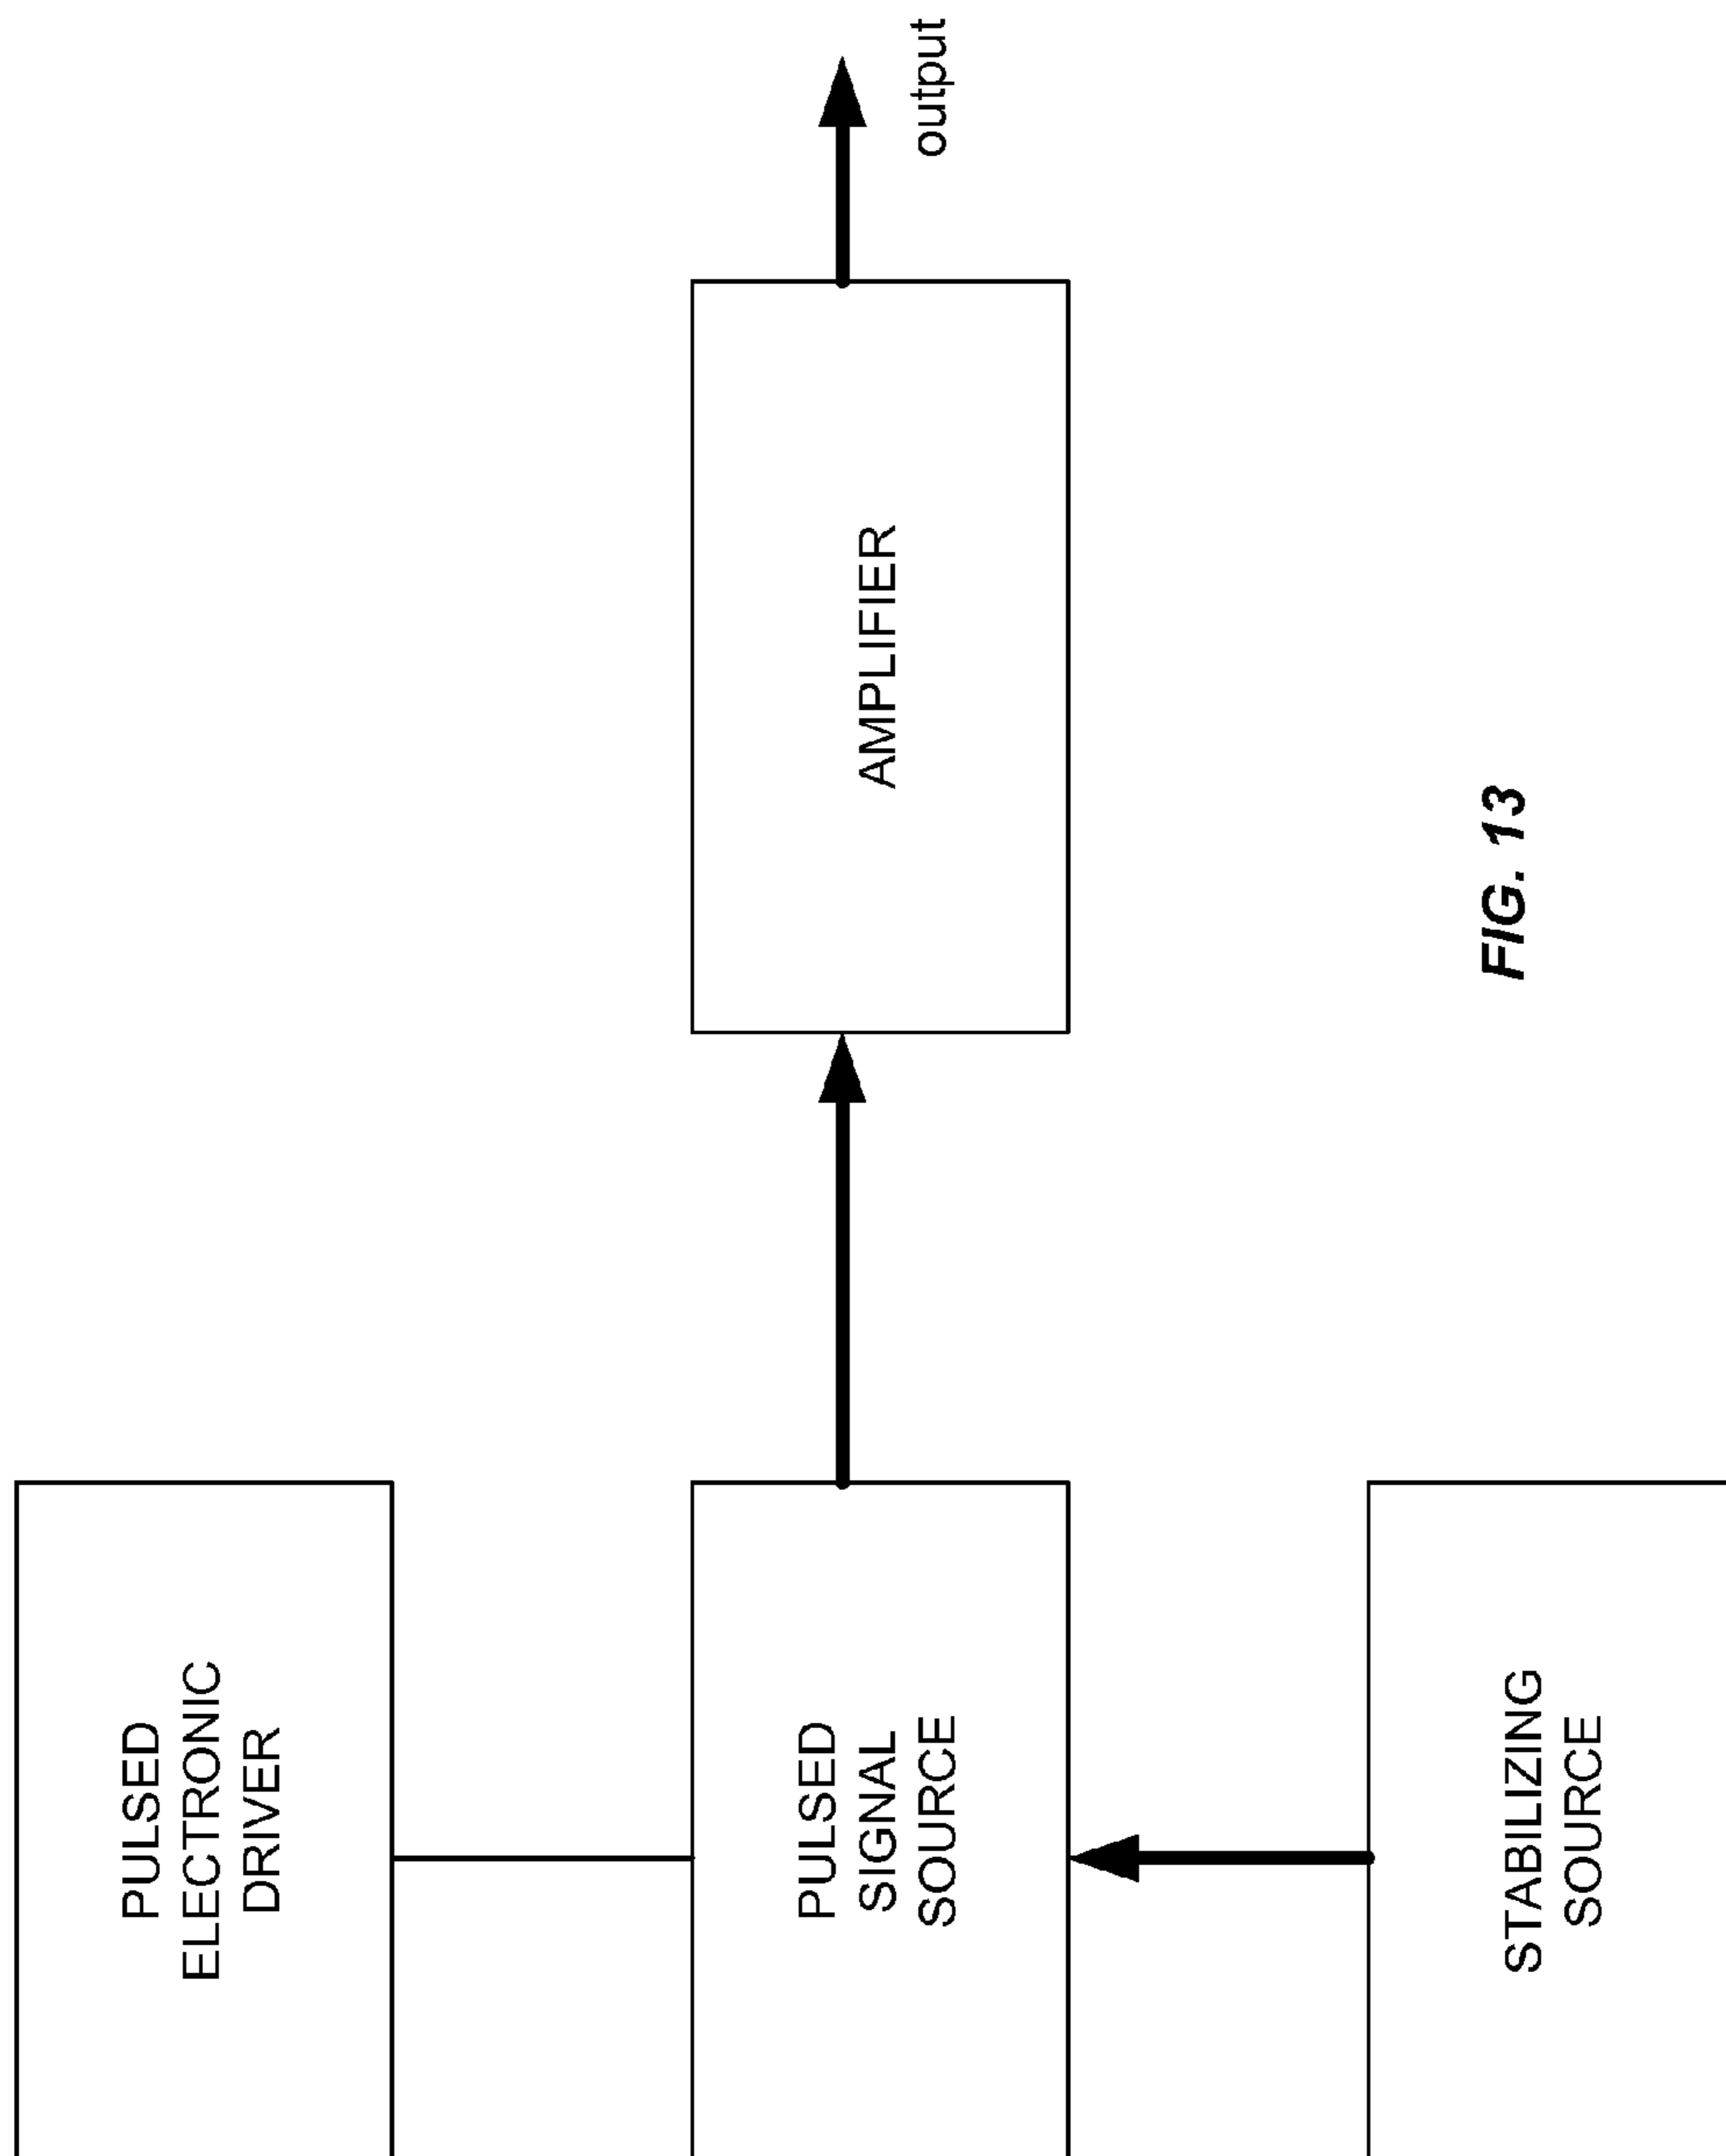 PULSED
ELECTRONIC
DRIVER
PULSED
SIGNAL
SOURCE
AMPLIFIER
output
STABILIZING
SOURCE
FIG. 13